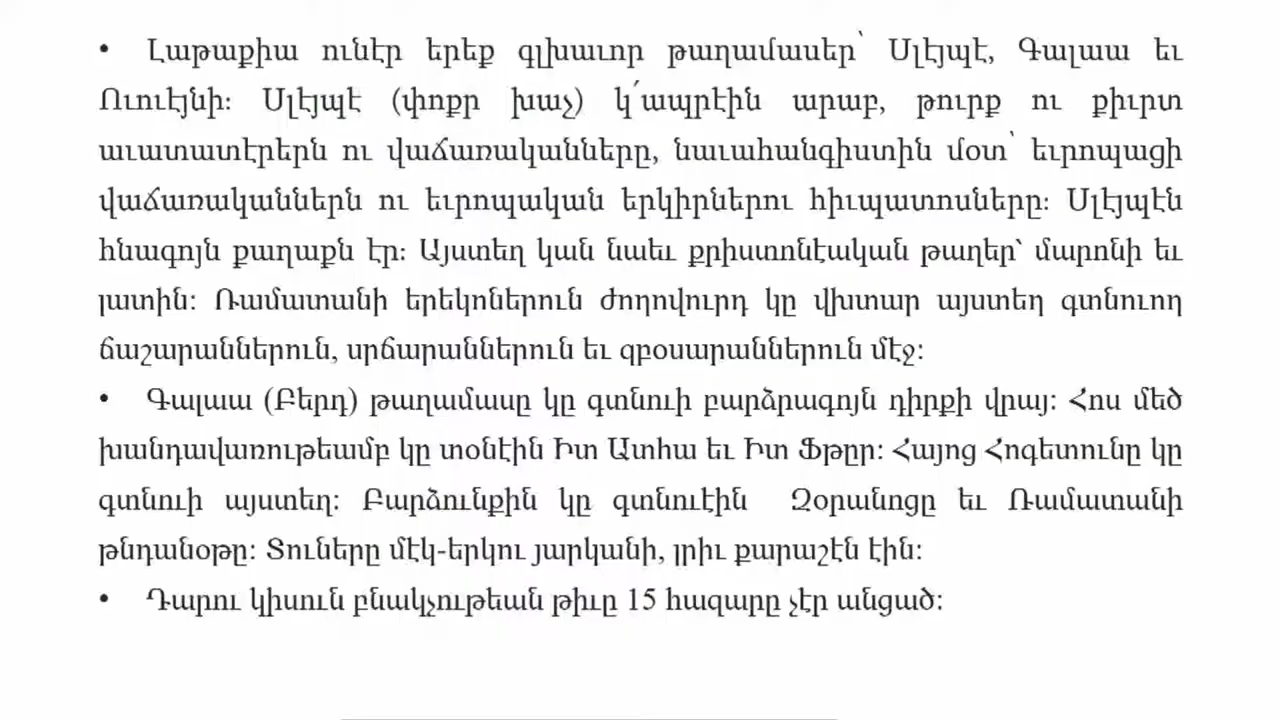 • Լաթաքիա ունէր երեք գլխաւոր թաղամասեր՝ Սլէյպէ, Գալաա եւ
Ուուէյնի։ Սլէյպէ (փոքր խաչ) կ՛ապրէին արաբ, թուրք ու քիւրտ
աւատատէրերն ու վաճառականները, նաւահանգիստին մօտ՝ եւրոպացի
վաճառականներն ու եւրոպական երկիրներու հիւպատոսները։ Սլէյպէն
հնագոյն քաղաքն էր։ Այստեղ կան նաեւ քրիստոնէական թաղեր՝ մարոնի եւ
լատին։ Ռամատանի երեկոներուն ժողովուրդ կը վխտար այստեղ գտնուող
ճաշարաններուն, սրճարաններուն եւ զբօսարաններուն մէջ։
• Գալաա (Բերդ) թաղամասը կը գտնուի բարձրագոյն դիրքի վրայ։ Հոս մեծ
խանդավառութեամբ կը տօնէին Իտ Ատհա եւ Իտ Ֆթըր։ Հայոց Հոգետունը կը
գտնուի այստեղ։ Բարձունքին կը գտնուէին Զօրանոցը եւ Ռամատանի
թնդանօթը։ Տուները մէկ-երկու յարկանի, լրիւ քարաշէն էին։
• Դարու կիսուն բնակչութեան թիւը 15 հազարը չէր անցած։